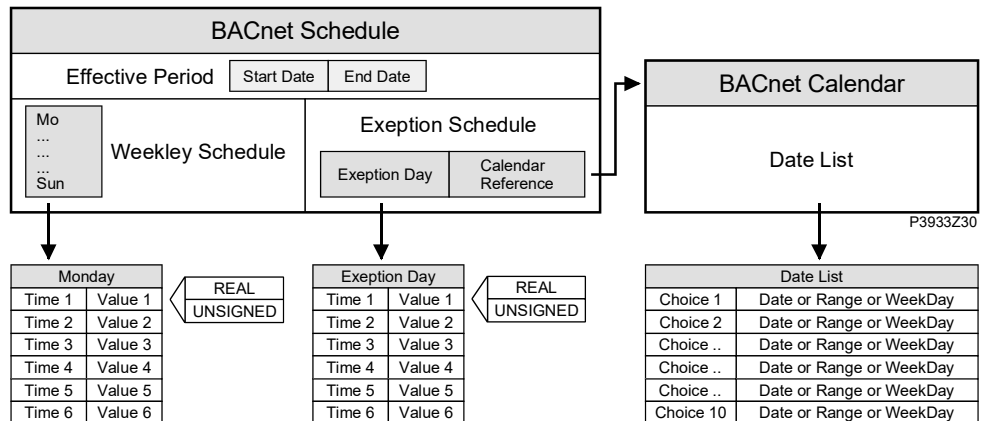 BACnet Schedule
Effective Period Start Date End Date
Mo
...
...
...
Sun
Weekley Schedule
Exeption Schedule
Exeption Day
Calendar
Reference
BACnet Calendar
Date List
P3933Z30
Monday
Time 1 Value 1
Time 2 Value 2
Time 3 Value 3
Time 4 Value 4
Time 5 Value 5
Time 6 Value 6
REAL
UNSIGNED
Exeption Day
Time 1 Value 1
Time 2 Value 2
Time 3 Value 3
Time 4 Value 4
Time 5 Value 5
Time 6 Value 6
REAL
UNSIGNED
Date List
Choice 1 Date or Range or WeekDay
Choice 2 Date or Range or WeekDay
Choice .. Date or Range or WeekDay
Choice .. Date or Range or WeekDay
Choice .. Date or Range or WeekDay
Choice 10 Date or Range or WeekDay